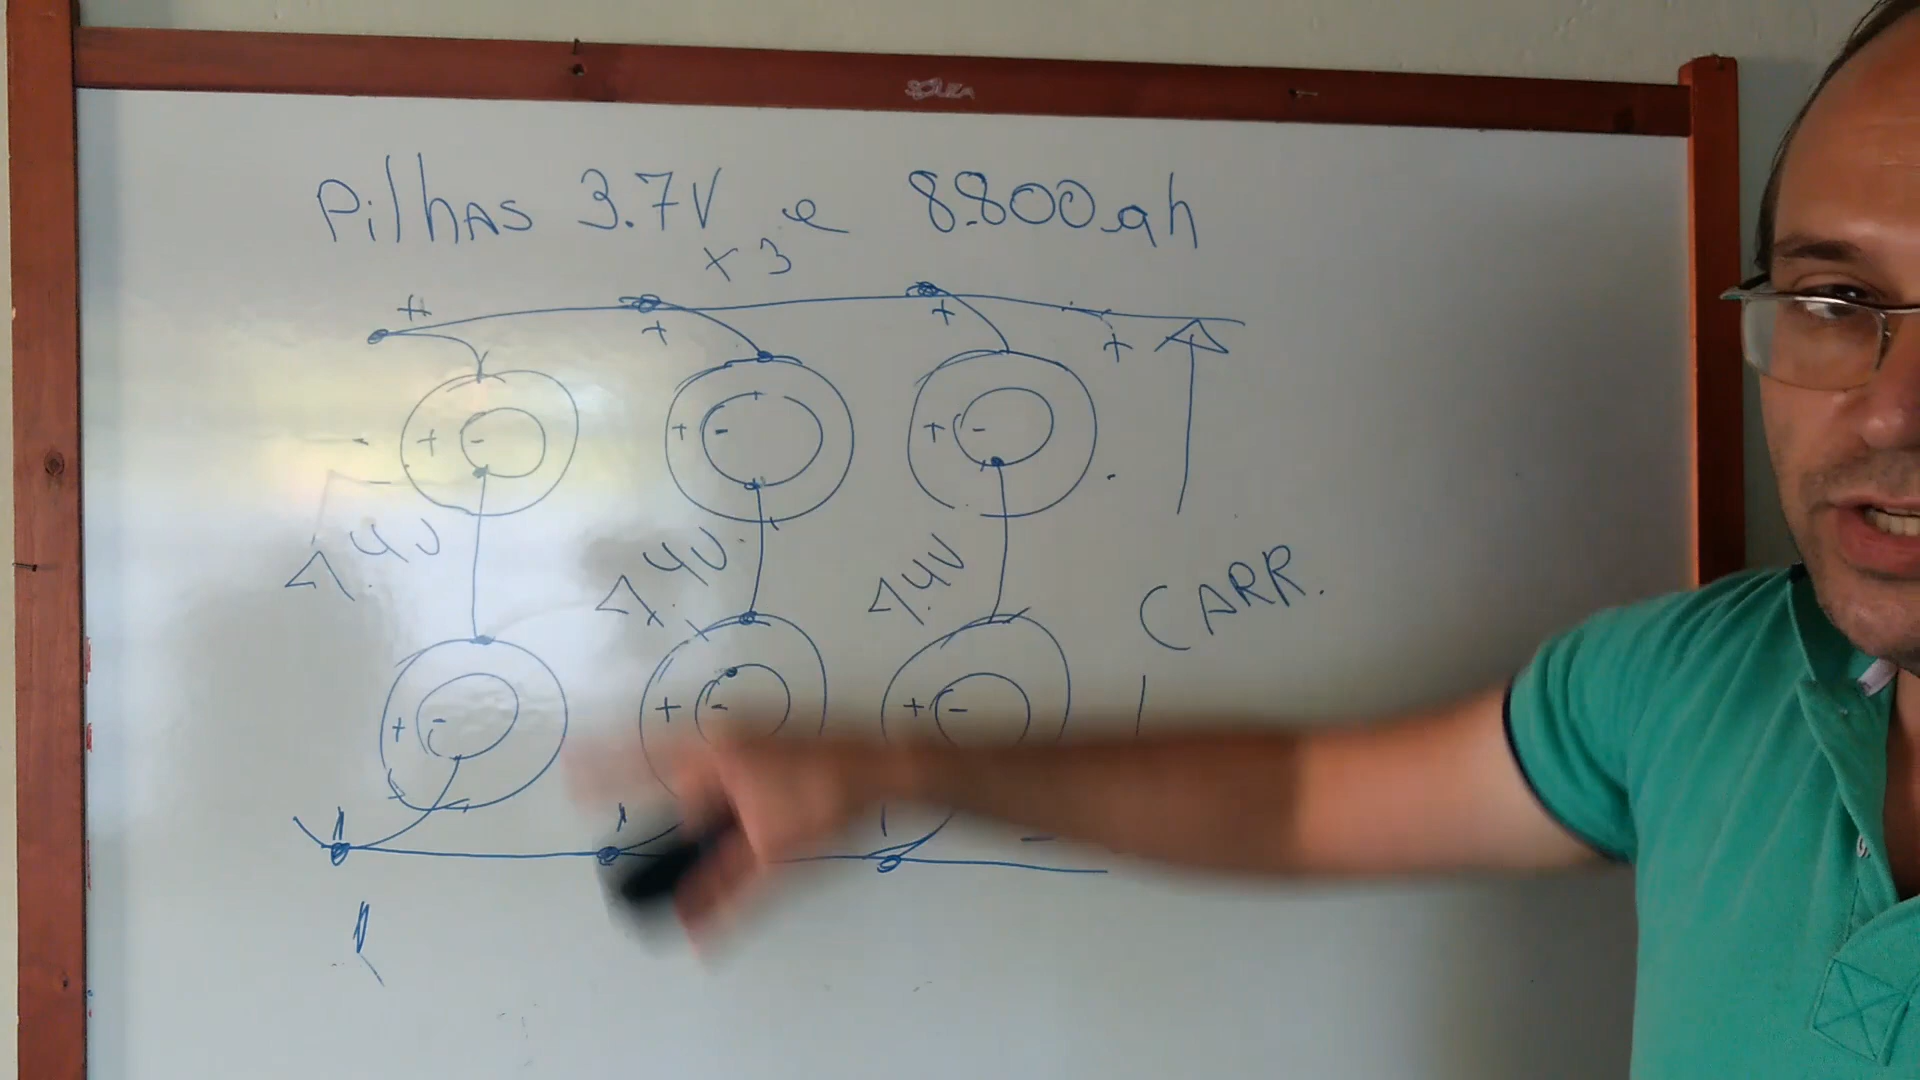 Pilhas 3.7V e 8.800ah
x 3
+ + + +
+ - + - + -
7.4V 7.4V 7.4V
CARR.
+ - + - + -
-